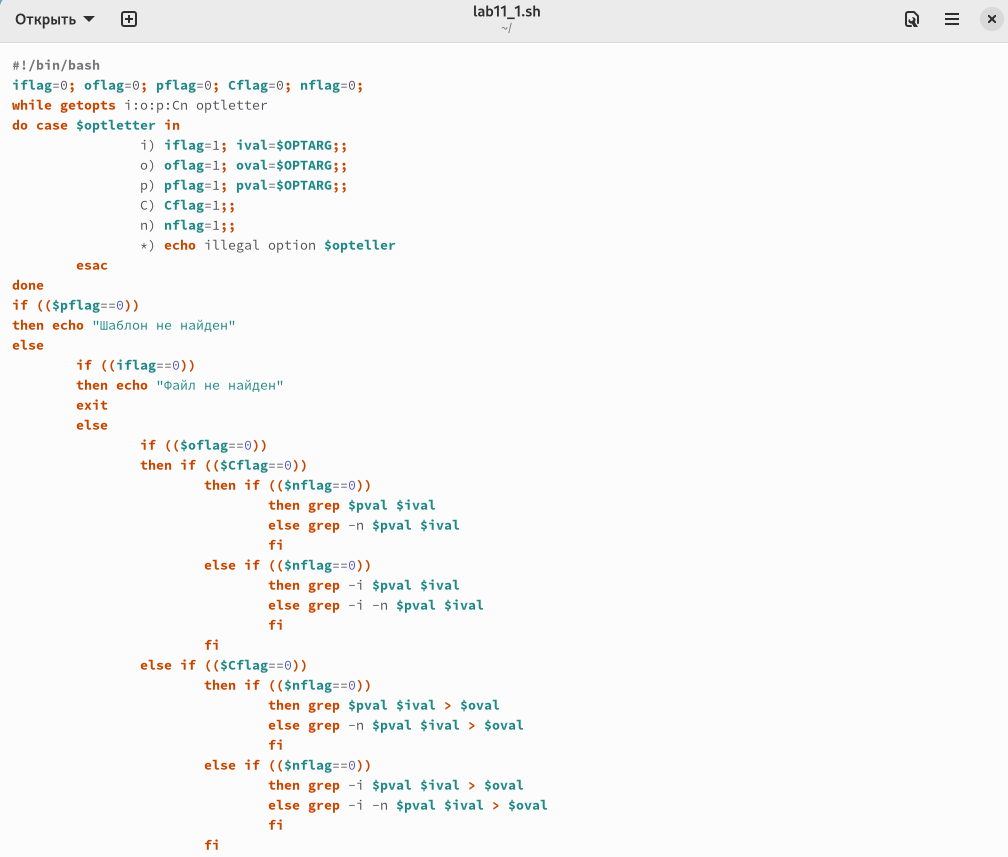 Открыть
lab11_1.sh
~/
#!/bin/bash
iflag=0; oflag=0; pflag=0; Cflag=0; nflag=0;
while getopts i:o:p:Cn optletter
do case $optletter in
                i) iflag=1; ival=$OPTARG;;
                o) oflag=1; oval=$OPTARG;;
                p) pflag=1; pval=$OPTARG;;
                C) Cflag=1;;
                n) nflag=1;;
                *) echo illegal option $opteller
        esac
done
if (($pflag==0))
then echo "Шаблон не найден"
else
        if ((iflag==0))
        then echo "Файл не найден"
        exit
        else
                if (($oflag==0))
                then if (($Cflag==0))
                        then if (($nflag==0))
                                then grep $pval $ival
                                else grep -n $pval $ival
                                fi
                        else if (($nflag==0))
                                then grep -i $pval $ival
                                else grep -i -n $pval $ival
                                fi
                        fi
                else if (($Cflag==0))
                        then if (($nflag==0))
                                then grep $pval $ival > $oval
                                else grep -n $pval $ival > $oval
                                fi
                        else if (($nflag==0))
                                then grep -i $pval $ival > $oval
                                else grep -i -n $pval $ival > $oval
                                fi
                        fi